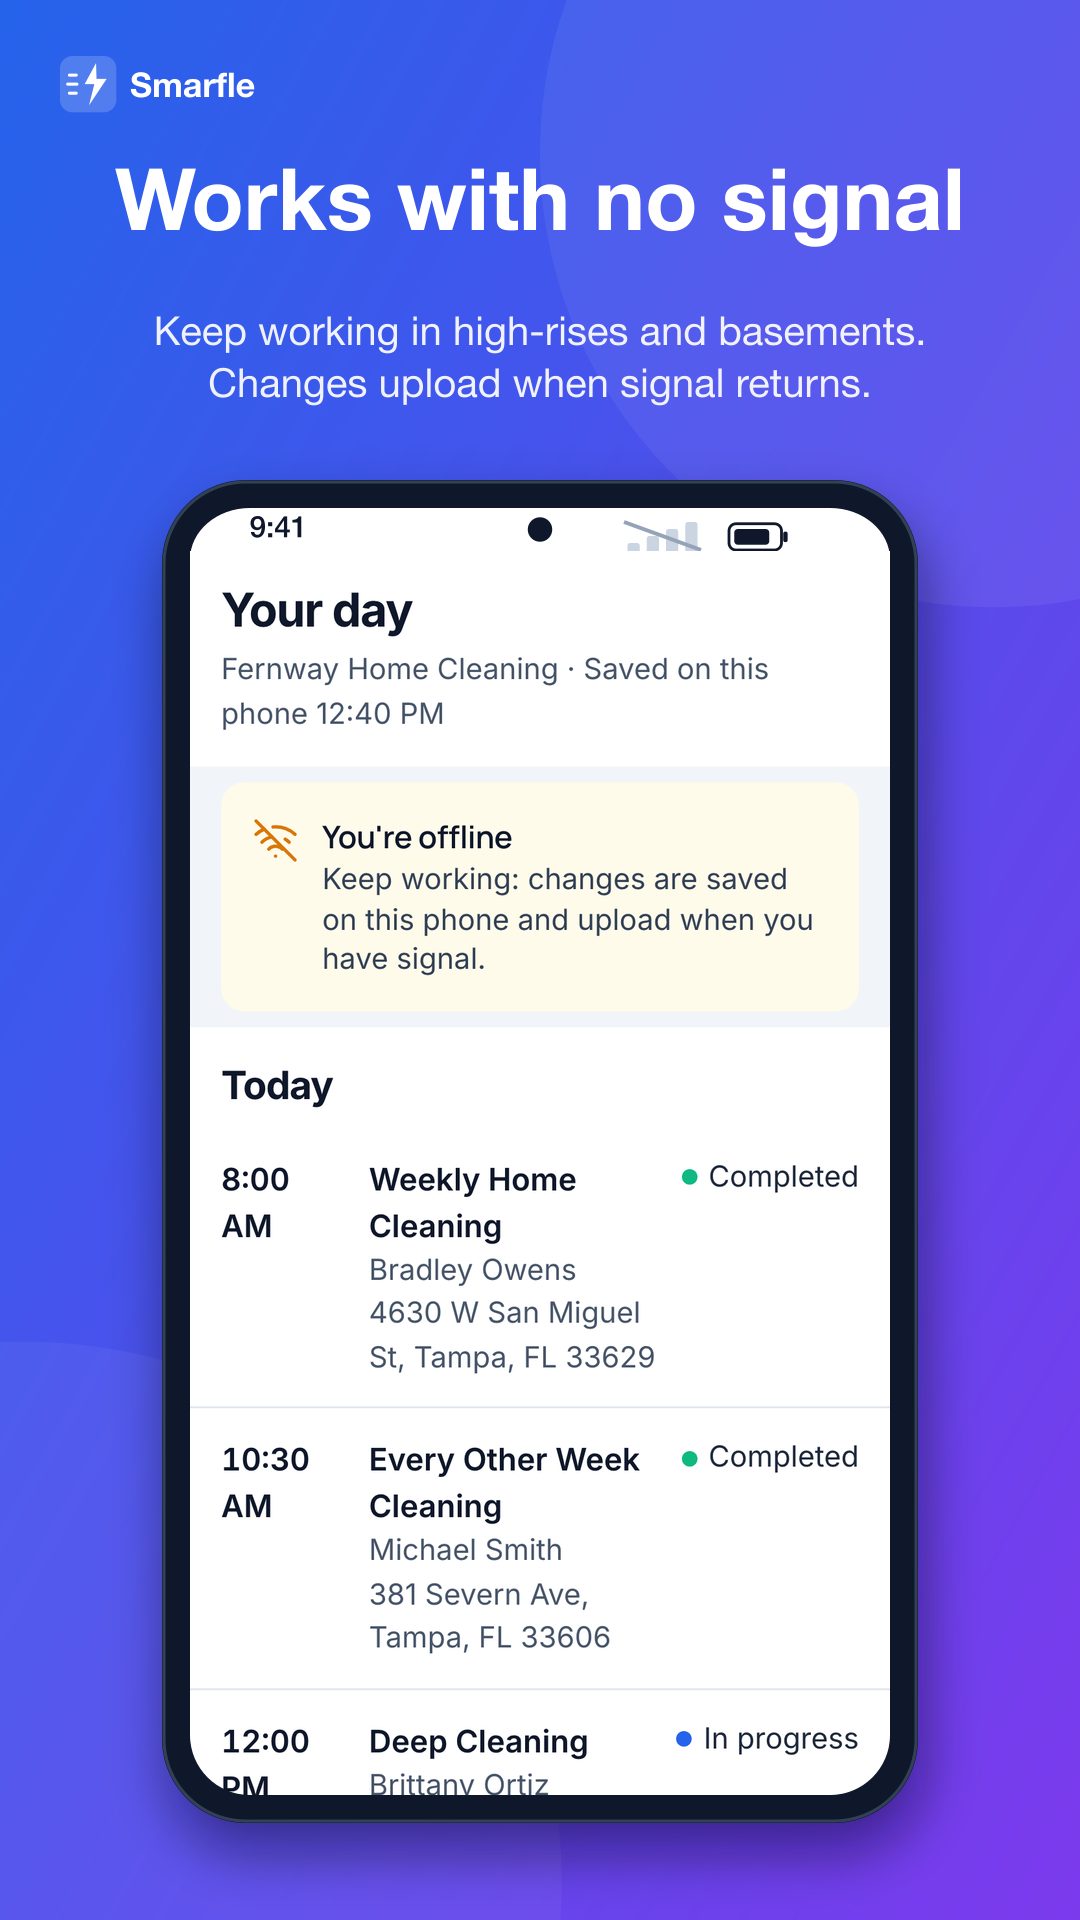 Smarfle
Works with no signal
Keep working in high-rises and basements.
Changes upload when signal returns.
9:41
Your day
Fernway Home Cleaning · Saved on this
phone 12:40 PM
You're offline
Keep working: changes are saved
on this phone and upload when you
have signal.
Today
8:00
AM
Weekly Home
Cleaning
Completed
Bradley Owens
4630 W San Miguel
St, Tampa, FL 33629
10:30
AM
Every Other Week
Cleaning
Completed
Michael Smith
381 Severn Ave,
Tampa, FL 33606
12:00
PM
Deep Cleaning
In progress
Brittany Ortiz